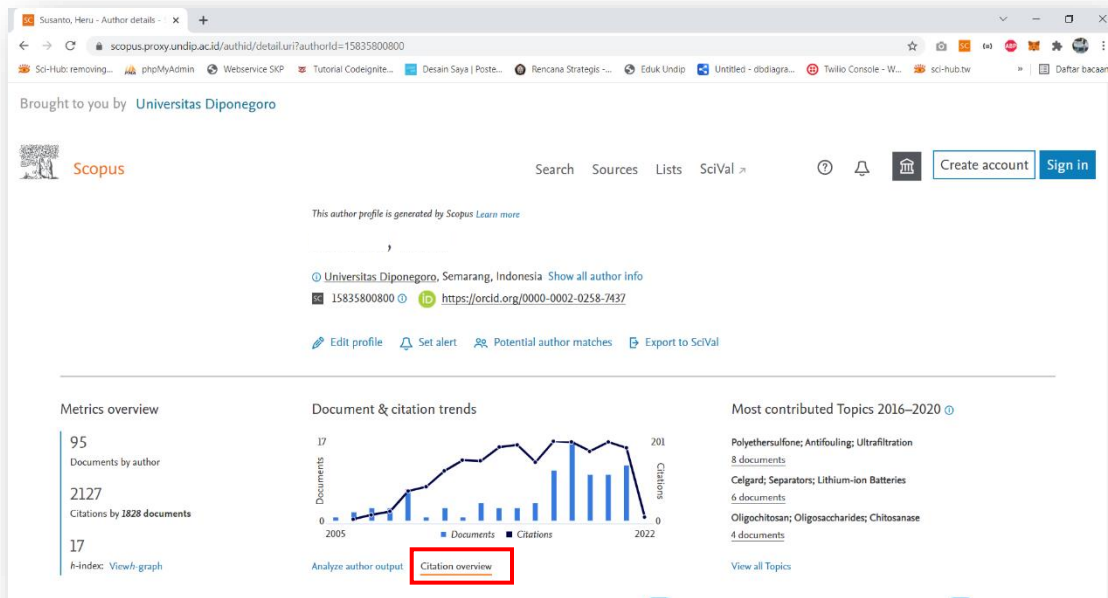 Susanto, Heru - Author details -
scopus.proxy.undip.ac.id/authid/detail.uri?authorId=15835800800
Sci-Hub: removing... phpMyAdmin Webservice SKP Tutorial Codeignite... Desain Saya | Poste... Rencana Strategis -... Eduk Undip Untitled - dbdiagra... Twilio Console - W... sci-hub.tw » Daftar bacaan
Brought to you by Universitas Diponegoro
Scopus
Search Sources Lists SciVal ↗ Create account Sign in
This author profile is generated by Scopus Learn more
,
Universitas Diponegoro, Semarang, Indonesia Show all author info
SC 15835800800 iD https://orcid.org/0000-0002-0258-7437
Edit profile Set alert Potential author matches Export to SciVal
Metrics overview
95
Documents by author
2127
Citations by 1828 documents
17
h-index: View h-graph
Document & citation trends
17
Documents
0
201
Citations
0
2005
2022
Documents Citations
Analyze author output Citation overview
Most contributed Topics 2016–2020
Polyethersulfone; Antifouling; Ultrafiltration
8 documents
Celgard; Separators; Lithium-ion Batteries
6 documents
Oligochitosan; Oligosaccharides; Chitosanase
4 documents
View all Topics